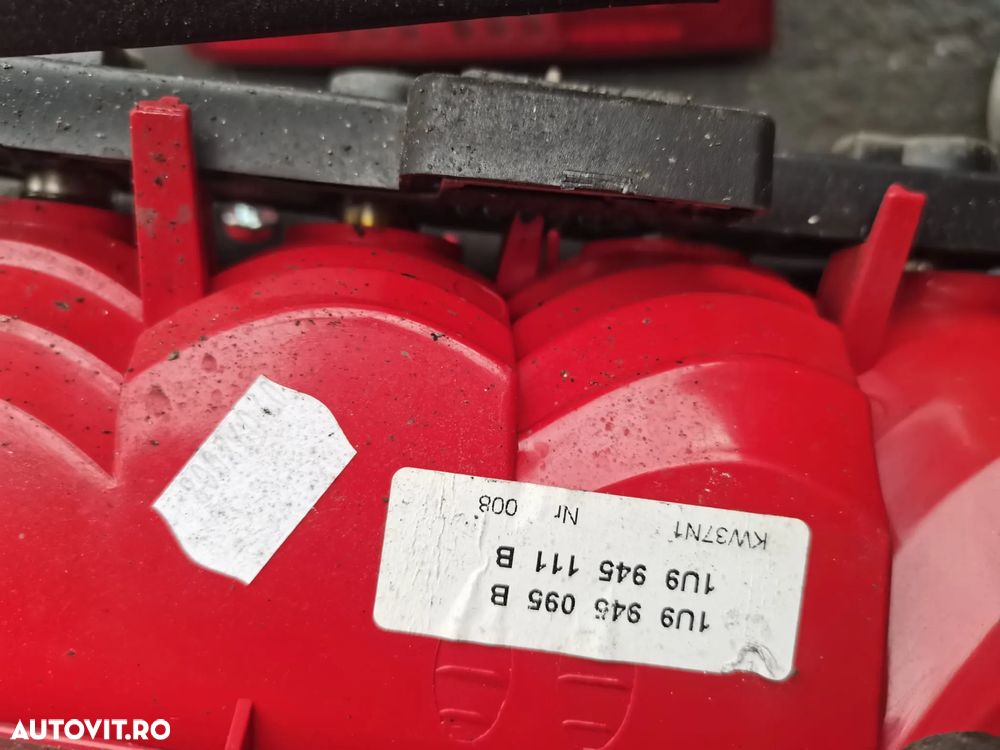 1U9 945 095 B
1U9 945 111 B
KW37N1 Nr 008
AUTOVIT.RO